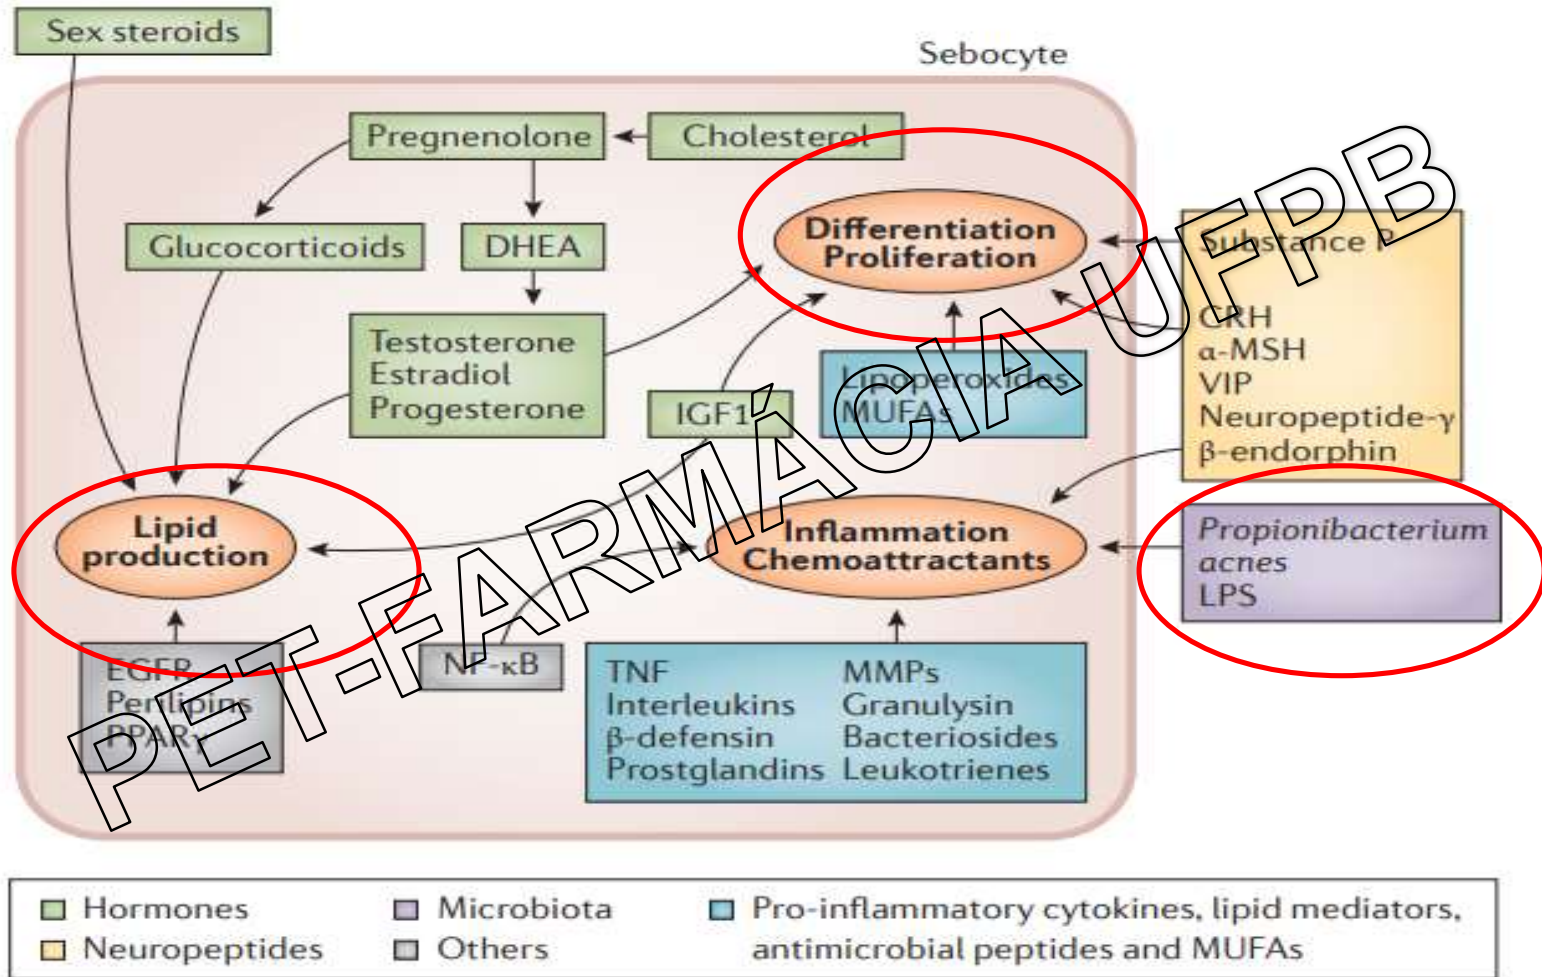 Sex steroids
Sebocyte
Pregnenolone
Cholesterol
Glucocorticoids
DHEA
Differentiation
Proliferation
Substance P
CRH
α-MSH
VIP
Neuropeptide-γ
β-endorphin
Testosterone
Estradiol
Progesterone
IGF1
Lipoperoxides
MUFAs
Lipid
production
Inflammation
Chemoattractants
Propionibacterium
acnes
LPS
EGFR
Perilipins
PPARγ
NF-κB
TNF
Interleukins
β-defensin
Prostglandins
MMPs
Granulysin
Bacteriosides
Leukotrienes
PET-FARMÁCIA UFPB
Hormones
Neuropeptides
Microbiota
Others
Pro-inflammatory cytokines, lipid mediators,
antimicrobial peptides and MUFAs